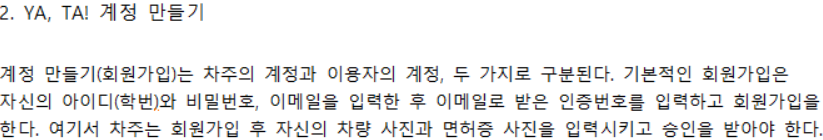 2. YA, TA! 계정 만들기
계정 만들기(회원가입)는 차주의 계정과 이용자의 계정, 두 가지로 구분된다. 기본적인 회원가입은
자신의 아이디(학번)와 비밀번호, 이메일을 입력한 후 이메일로 받은 인증번호를 입력하고 회원가입을
한다. 여기서 차주는 회원가입 후 자신의 차량 사진과 면허증 사진을 입력시키고 승인을 받아야 한다.